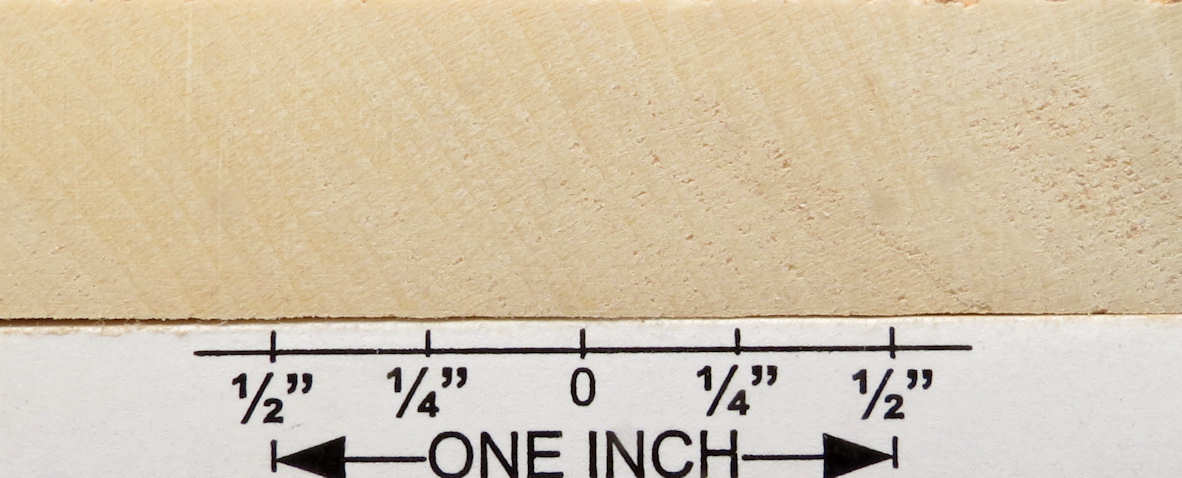 ½” ¼” 0 ¼” ½”
ONE INCH